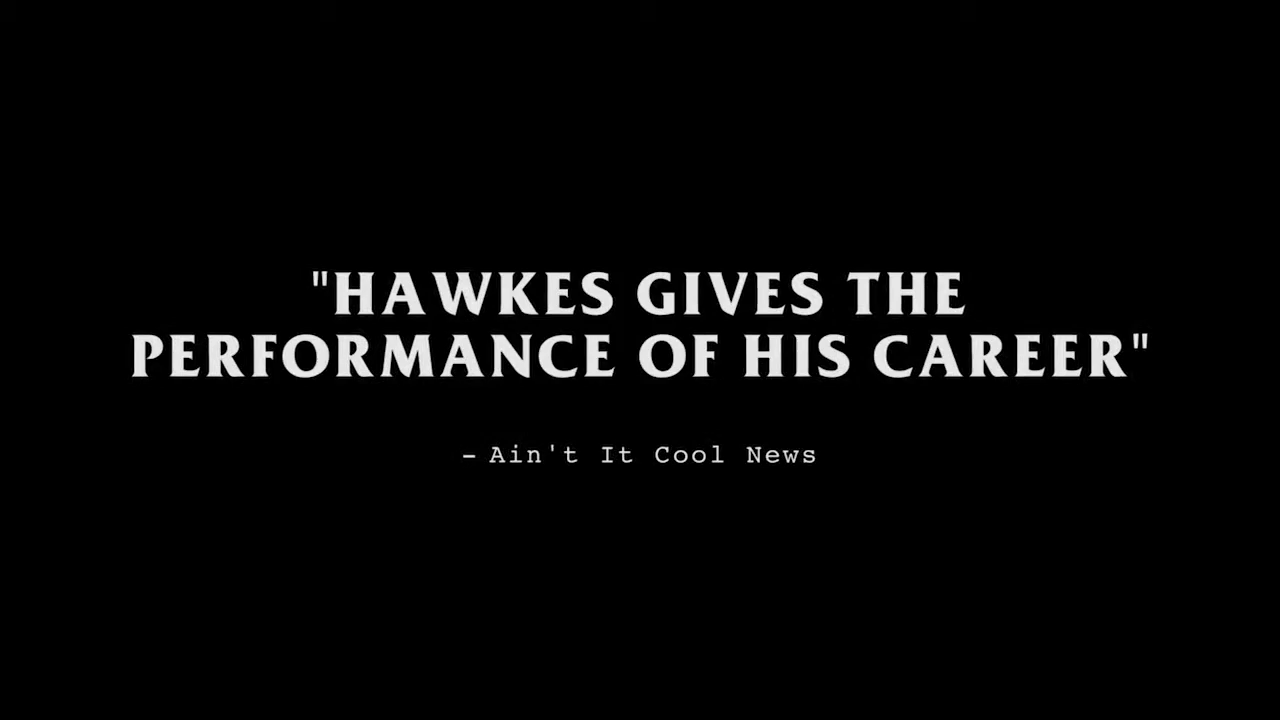 "HAWKES GIVES THE
PERFORMANCE OF HIS CAREER"
– Ain't It Cool News